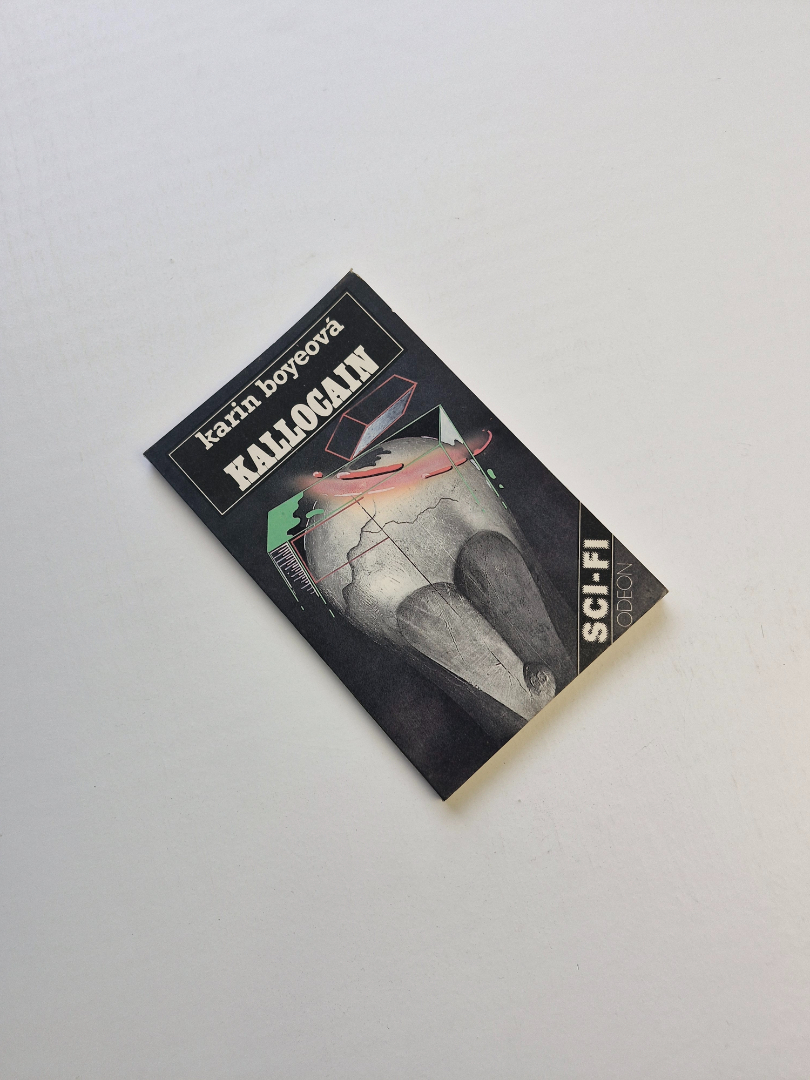 karin boyeová
KALLOCAIN
SCI-FI
ODEON